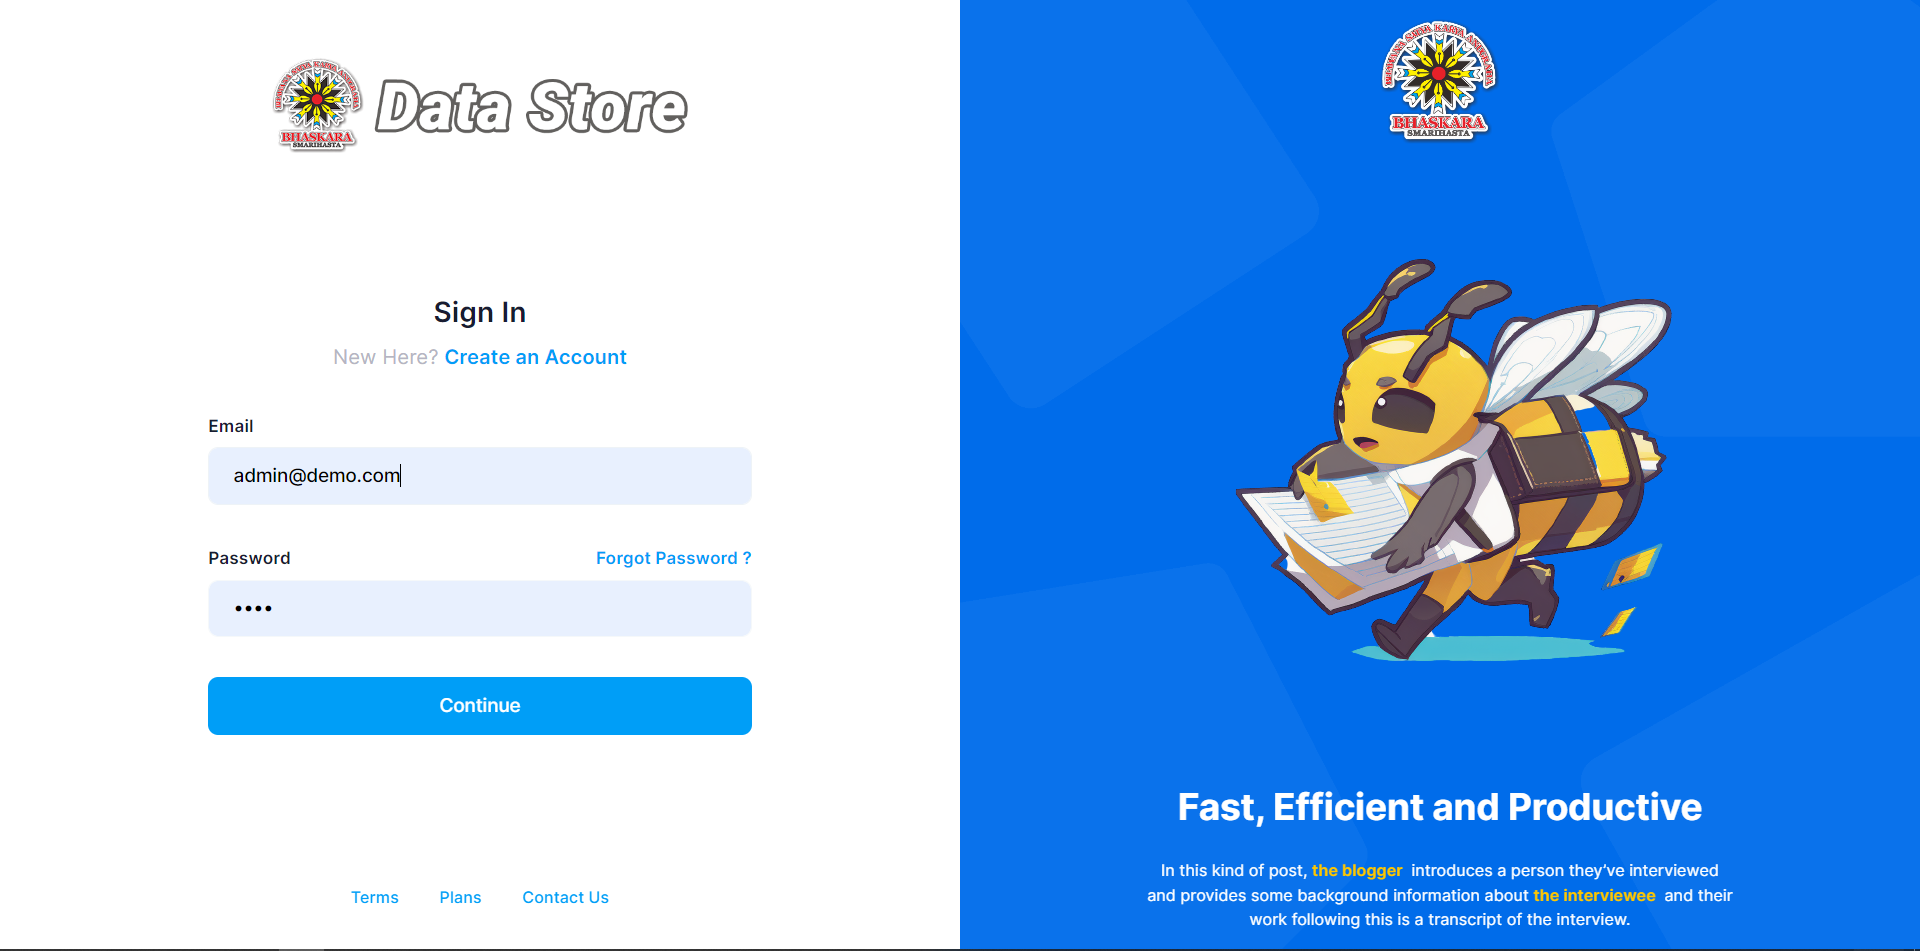 BHASKARA
SMARIHASTA
Data Store
Sign In
New Here? Create an Account
Email
admin@demo.com
Password
Forgot Password ?
••••
Continue
Terms
Plans
Contact Us
BHASKARA
SMARIHASTA
Fast, Efficient and Productive
In this kind of post, the blogger introduces a person they’ve interviewed
and provides some background information about the interviewee and their
work following this is a transcript of the interview.